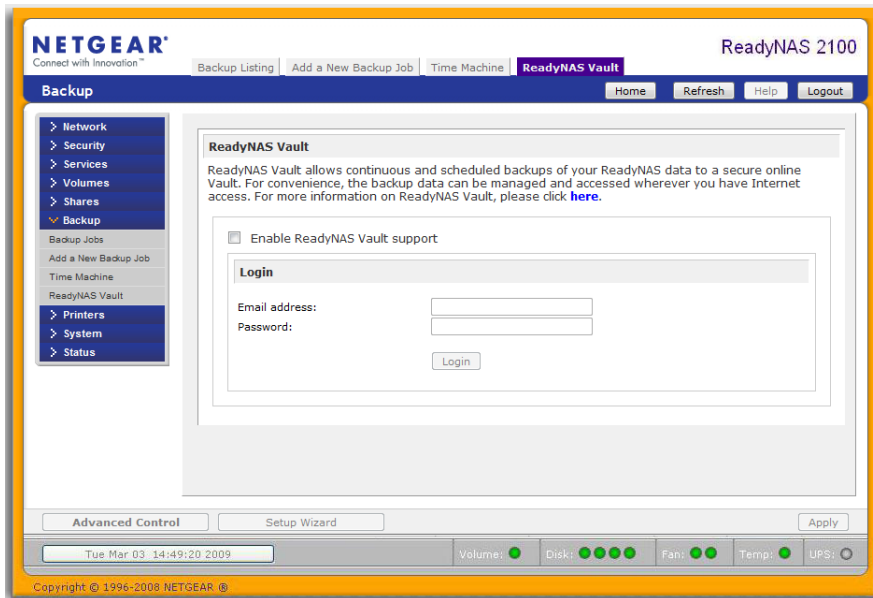 NETGEAR®
Connect with Innovation™
ReadyNAS 2100
Backup Listing
Add a New Backup Job
Time Machine
ReadyNAS Vault
Backup
Home
Refresh
Help
Logout
Network
Security
Services
Volumes
Shares
Backup
Backup Jobs
Add a New Backup Job
Time Machine
ReadyNAS Vault
Printers
System
Status
ReadyNAS Vault
ReadyNAS Vault allows continuous and scheduled backups of your ReadyNAS data to a secure online
Vault. For convenience, the backup data can be managed and accessed wherever you have Internet
access. For more information on ReadyNAS Vault, please click here.
Enable ReadyNAS Vault support
Login
Email address:
Password:
Login
Advanced Control
Setup Wizard
Apply
Tue Mar 03 14:49:20 2009
Volume:
Disk:
Fan:
Temp:
UPS:
Copyright © 1996-2008 NETGEAR ®